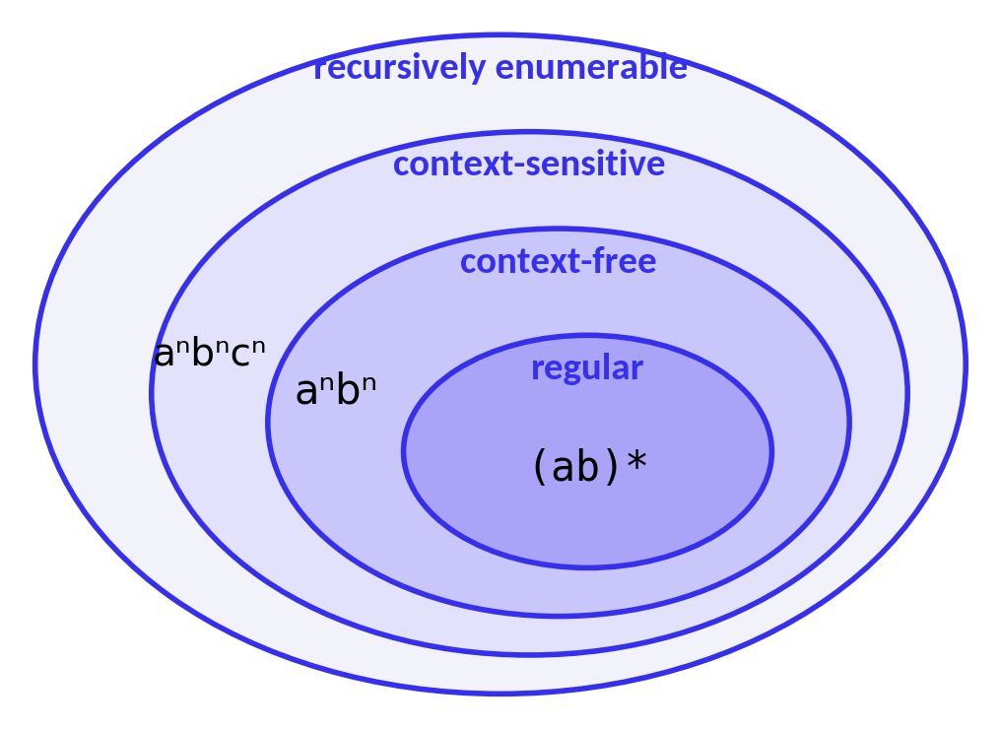 recursively enumerable
context-sensitive
context-free
aⁿbⁿcⁿ
regular
aⁿbⁿ
(ab)*